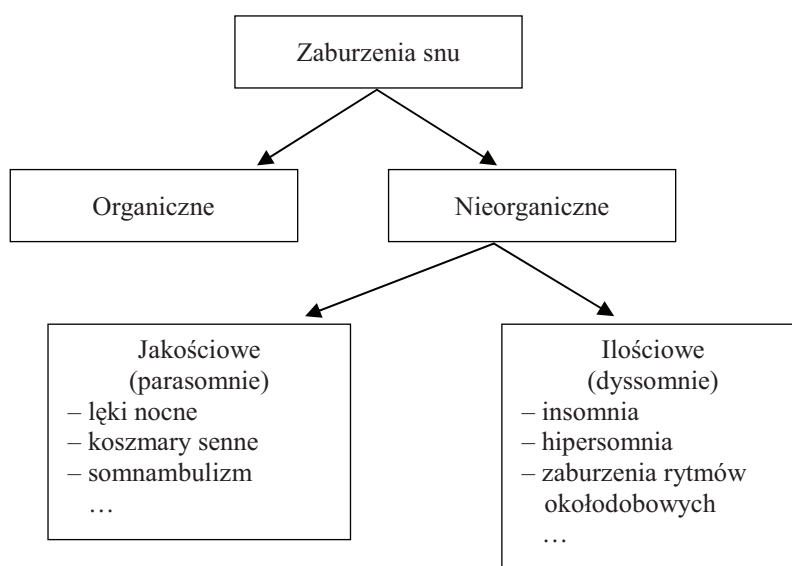 Zaburzenia snu
Organiczne
Nieorganiczne
Jakościowe
(parasomnie)
– lęki nocne
– koszmary senne
– somnambulizm
…
Ilościowe
(dyssomnie)
– insomnia
– hipersomnia
– zaburzenia rytmów
okołodobowych
…